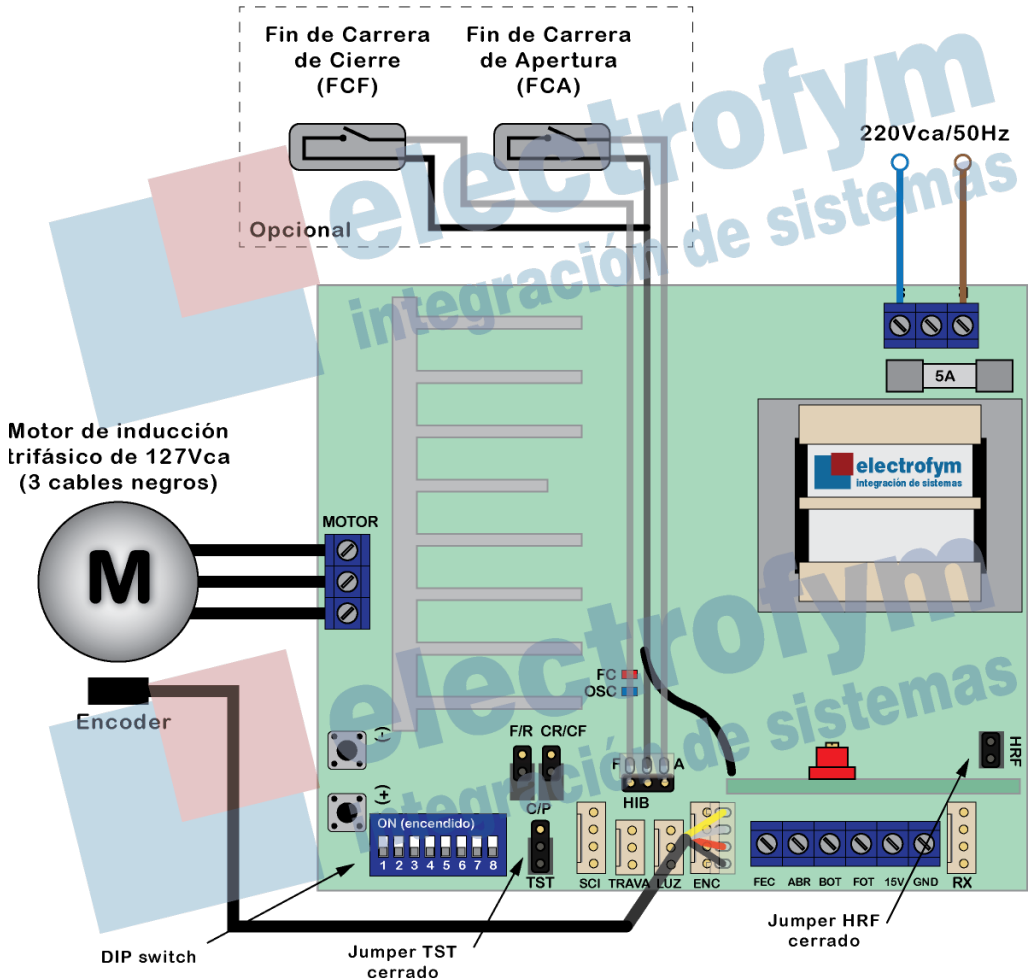 Fin de Carrera
de Cierre
(FCF)
Fin de Carrera
de Apertura
(FCA)
Opcional
220Vca/50Hz
electrofym
integración de sistemas
5A
electrofym
integración de sistemas
Motor de inducción
trifásico de 127Vca
(3 cables negros)
MOTOR
M
Encoder
electrofym
integración de sistemas
FC
OSC
(-)
(+)
F/R
CR/CF
F
A
HIB
HRF
C/P
ON (encendido)
1 2 3 4 5 6 7 8
TST
SCI
TRAVA
LUZ
ENC
FEC
ABR
BOT
FOT
15V
GND
RX
DIP switch
Jumper TST
cerrado
Jumper HRF
cerrado